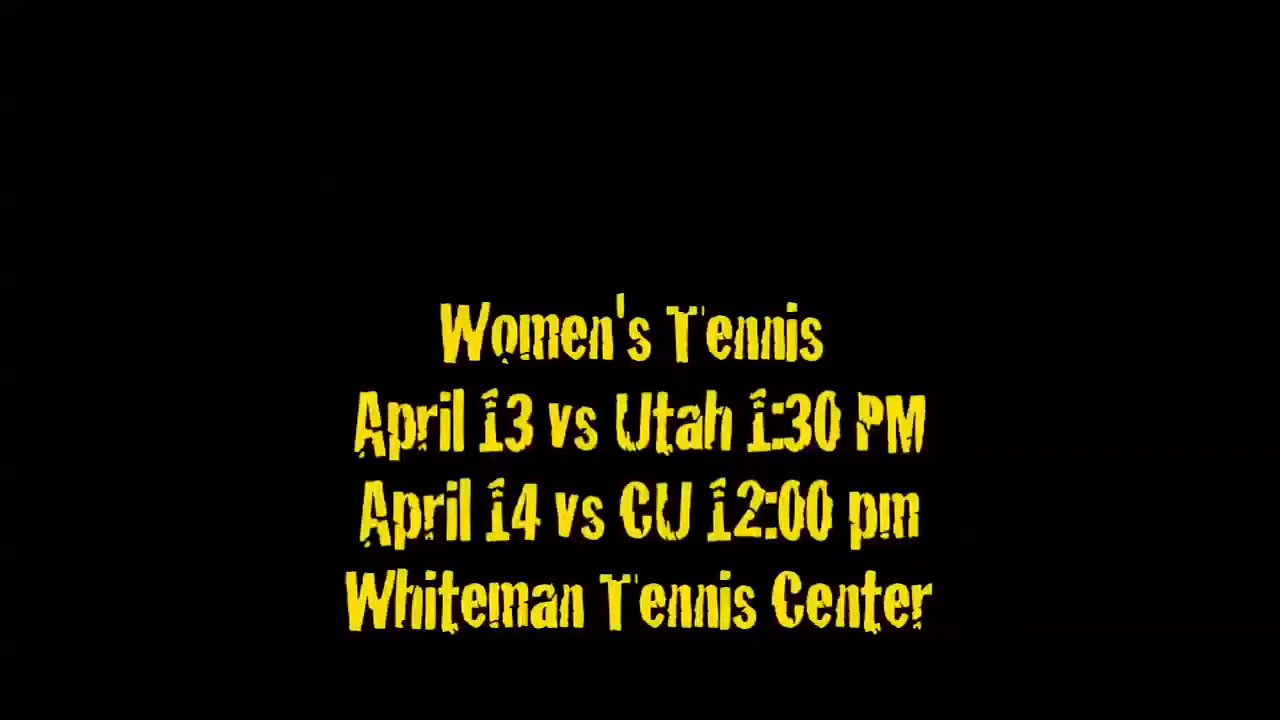 Women's Tennis
April 13 vs Utah 1:30 PM
April 14 vs CU 12:00 pm
Whiteman Tennis Center